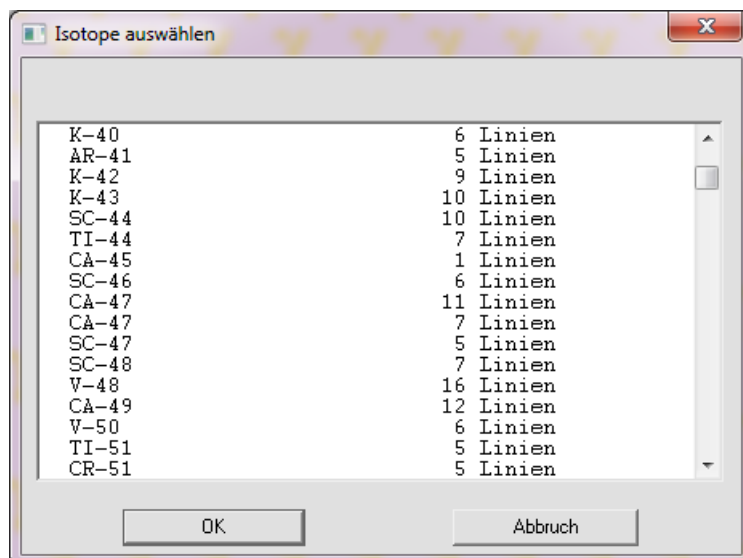 Isotope auswählen
K-40 6 Linien
AR-41 5 Linien
K-42 9 Linien
K-43 10 Linien
SC-44 10 Linien
TI-44 7 Linien
CA-45 1 Linien
SC-46 6 Linien
CA-47 11 Linien
CA-47 7 Linien
SC-47 5 Linien
SC-48 7 Linien
V-48 16 Linien
CA-49 12 Linien
V-50 6 Linien
TI-51 5 Linien
CR-51 5 Linien
OK Abbruch